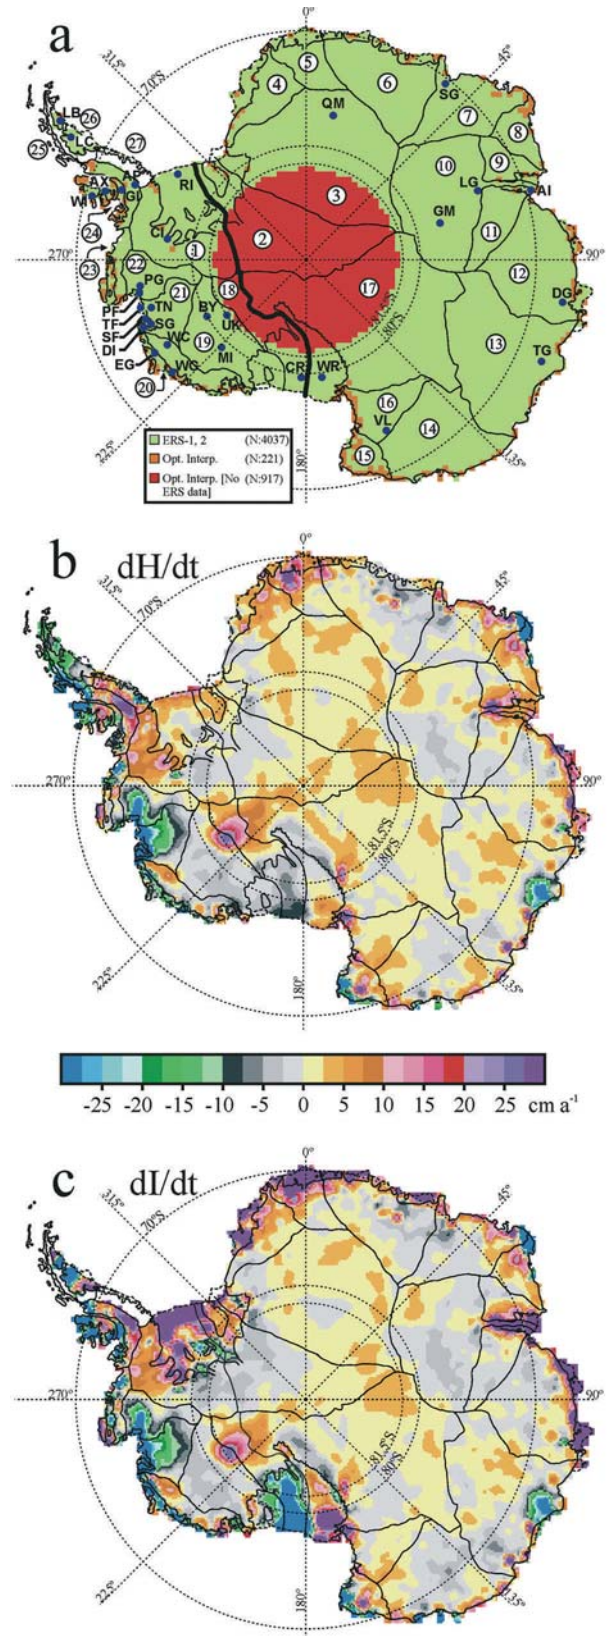 a
0°
315°
70°S
45°
5
4
6
QM
SG
7
LB
26
C
25
27
8
10
9
RI
AP
AX
GI
WI
LG
AI
3
GM
11
24
CI
1
2
270°
90°
23
22
12
PG
21
18
17
DG
PF
TN
BY
UK
81.5°S
80°S
TF
SG
SF
WC
19
13
DI
MI
TG
EG
WG
CR
WR
20
16
VL
14
15
225°
180°
135°
ERS-1, 2 (N:4037)
Opt. Interp. (N:221)
Opt. Interp. [No (N:917)
ERS data]
b
dH/dt
0°
315°
70°S
45°
270°
90°
81.5°S
80°S
225°
180°
135°
-25 -20 -15 -10 -5 0 5 10 15 20 25 cm a⁻¹
c
dI/dt
0°
315°
70°S
45°
270°
90°
81.5°S
80°S
225°
180°
135°